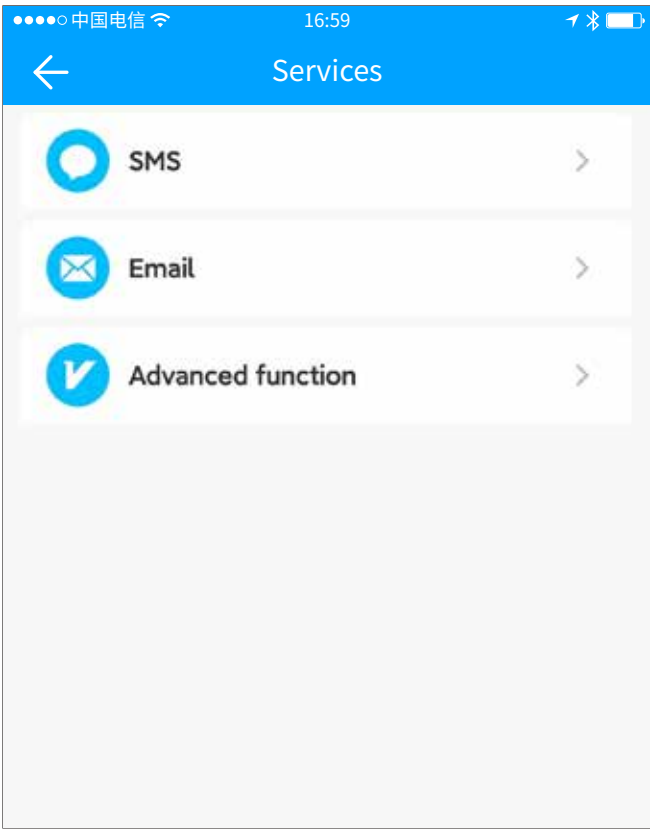 中国电信 16:59
Services
SMS
Email
Advanced function